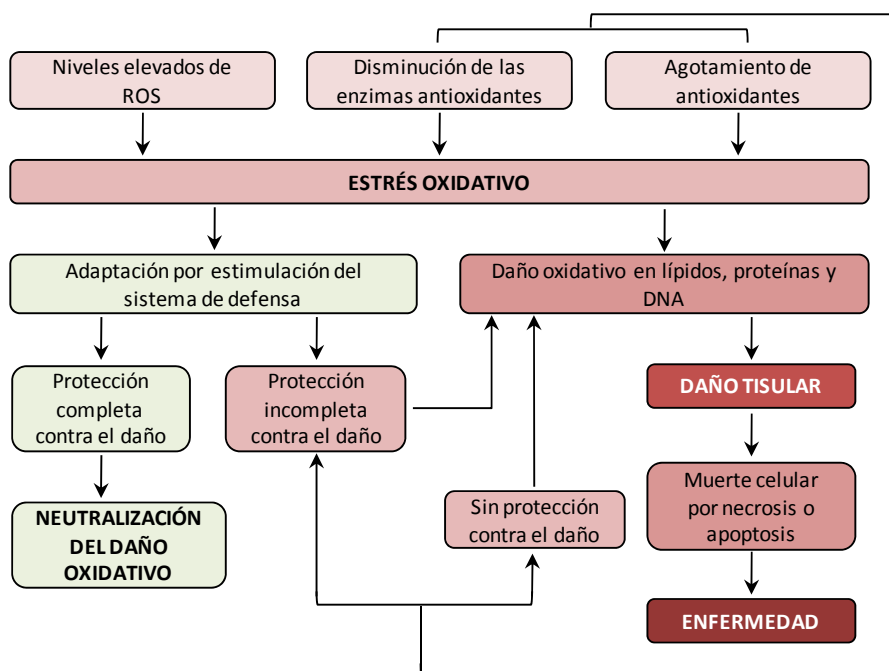 Niveles elevados de
ROS
Disminución de las
enzimas antioxidantes
Agotamiento de
antioxidantes
ESTRÉS OXIDATIVO
Adaptación por estimulación del
sistema de defensa
Daño oxidativo en lípidos, proteínas y
DNA
Protección
completa
contra el daño
Protección
incompleta
contra el daño
DAÑO TISULAR
NEUTRALIZACIÓN
DEL DAÑO
OXIDATIVO
Sin protección
contra el daño
Muerte celular
por necrosis o
apoptosis
ENFERMEDAD